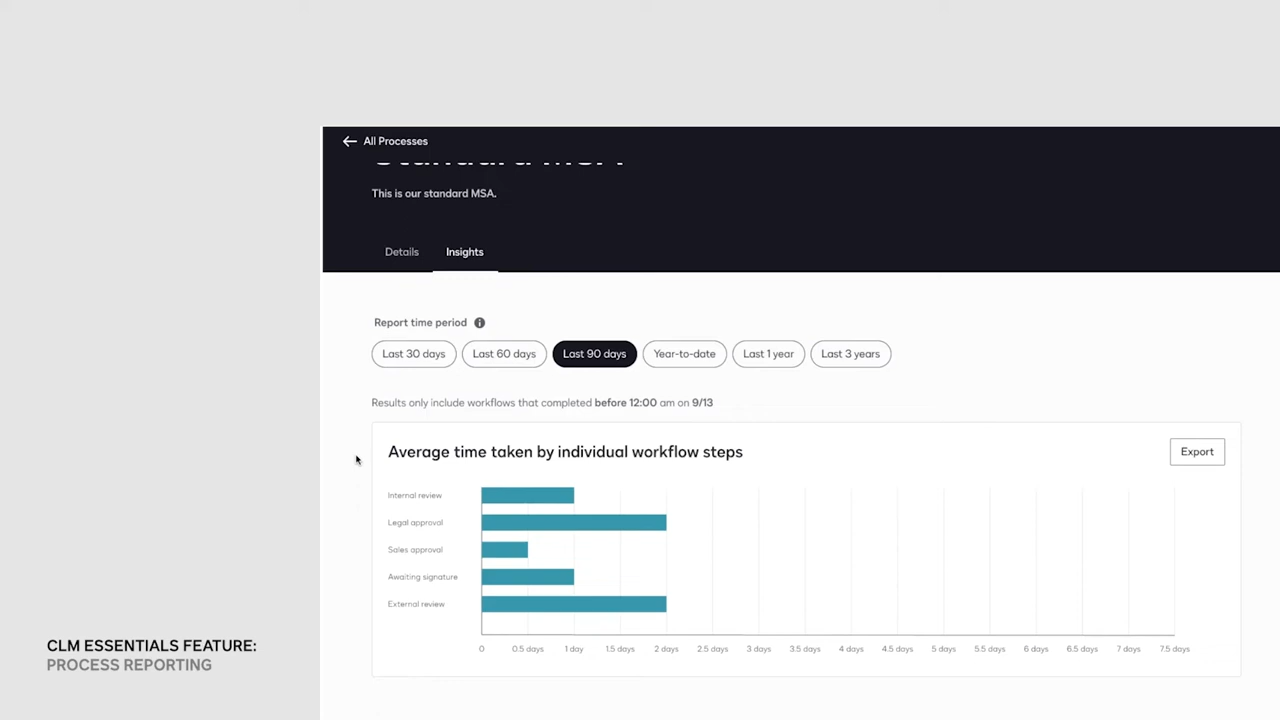 All Processes
Standard MSA
This is our standard MSA.
Details Insights
Report time period
Last 30 days Last 60 days Last 90 days Year-to-date Last 1 year Last 3 years
Results only include workflows that completed before 12:00 am on 9/13
Average time taken by individual workflow steps
Export
Internal review
Legal approval
Sales approval
Awaiting signature
External review
0 0.5 days 1 day 1.5 days 2 days 2.5 days 3 days 3.5 days 4 days 4.5 days 5 days 5.5 days 6 days 6.5 days 7 days 7.5 days
CLM ESSENTIALS FEATURE:
PROCESS REPORTING